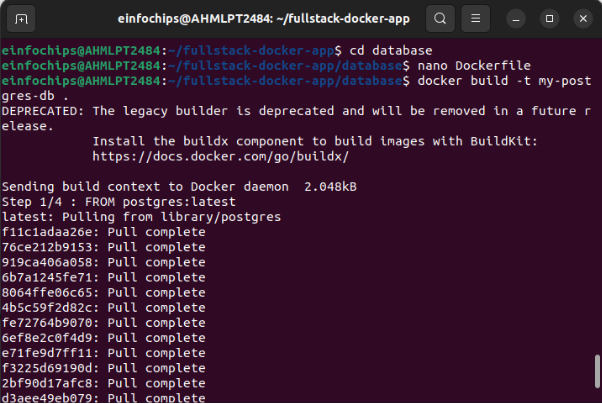 einfochips@AHMLPT2484: ~/fullstack-docker-app
einfochips@AHMLPT2484:~/fullstack-docker-app$ cd database
einfochips@AHMLPT2484:~/fullstack-docker-app/database$ nano Dockerfile
einfochips@AHMLPT2484:~/fullstack-docker-app/database$ docker build -t my-post
gres-db .
DEPRECATED: The legacy builder is deprecated and will be removed in a future r
elease.
            Install the buildx component to build images with BuildKit:
            https://docs.docker.com/go/buildx/

Sending build context to Docker daemon  2.048kB
Step 1/4 : FROM postgres:latest
latest: Pulling from library/postgres
f11c1adaa26e: Pull complete
76ce212b9153: Pull complete
919ca406a058: Pull complete
6b7a1245fe71: Pull complete
8064ffe06c65: Pull complete
4b5c59f2d82c: Pull complete
fe72764b9070: Pull complete
6ef8e2c0f4d9: Pull complete
e71fe9d7ff11: Pull complete
f3225d69190d: Pull complete
2bf90d17afc8: Pull complete
d3aee49eb079: Pull complete